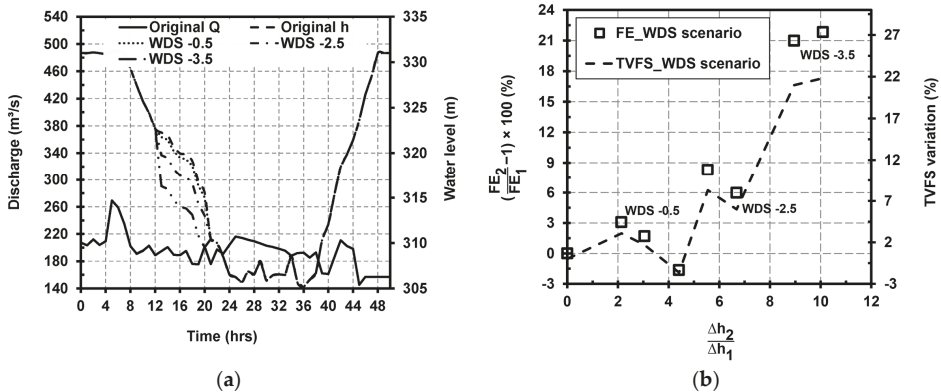 Original Q
Original h
WDS -0.5
WDS -2.5
WDS -3.5
Discharge (m³/s)
540
500
460
420
380
340
300
260
220
180
140
Water level (m)
335
330
325
320
315
310
305
0 4 8 12 16 20 24 28 32 36 40 44 48
Time (hrs)
(a)
FE_WDS scenario
TVFS_WDS scenario
(FE2/FE1 −1) × 100 (%)
24
21
18
15
12
9
6
3
0
-3
TVFS variation (%)
27
22
17
12
7
2
-3
WDS -0.5
WDS -2.5
WDS -3.5
0 2 4 6 8 10 12
Δh2
Δh1
(b)